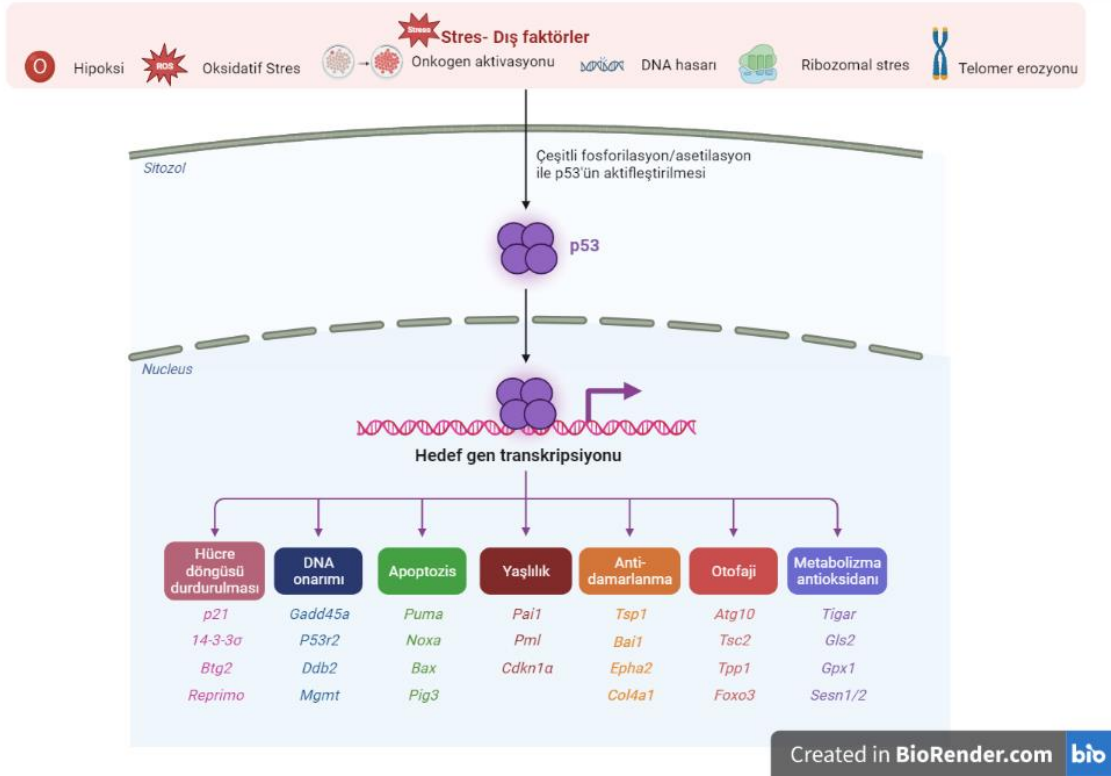 Stress
Stres- Dış faktörler
O
Hipoksi
ROS
Oksidatif Stres
Onkogen aktivasyonu
DNA hasarı
Ribozomal stres
Telomer erozyonu
Sitozol
Çeşitli fosforilasyon/asetilasyon
ile p53'ün aktifleştirilmesi
p53
Nucleus
Hedef gen transkripsiyonu
Hücre
döngüsü
durdurulması
p21
14-3-3σ
Btg2
Reprimo
DNA
onarımı
Gadd45a
P53r2
Ddb2
Mgmt
Apoptozis
Puma
Noxa
Bax
Pig3
Yaşlılık
Pai1
Pml
Cdkn1α
Anti-
damarlanma
Tsp1
Bai1
Epha2
Col4a1
Otofaji
Atg10
Tsc2
Tpp1
Foxo3
Metabolizma
antioksidanı
Tigar
Gls2
Gpx1
Sesn1/2
Created in BioRender.com bio